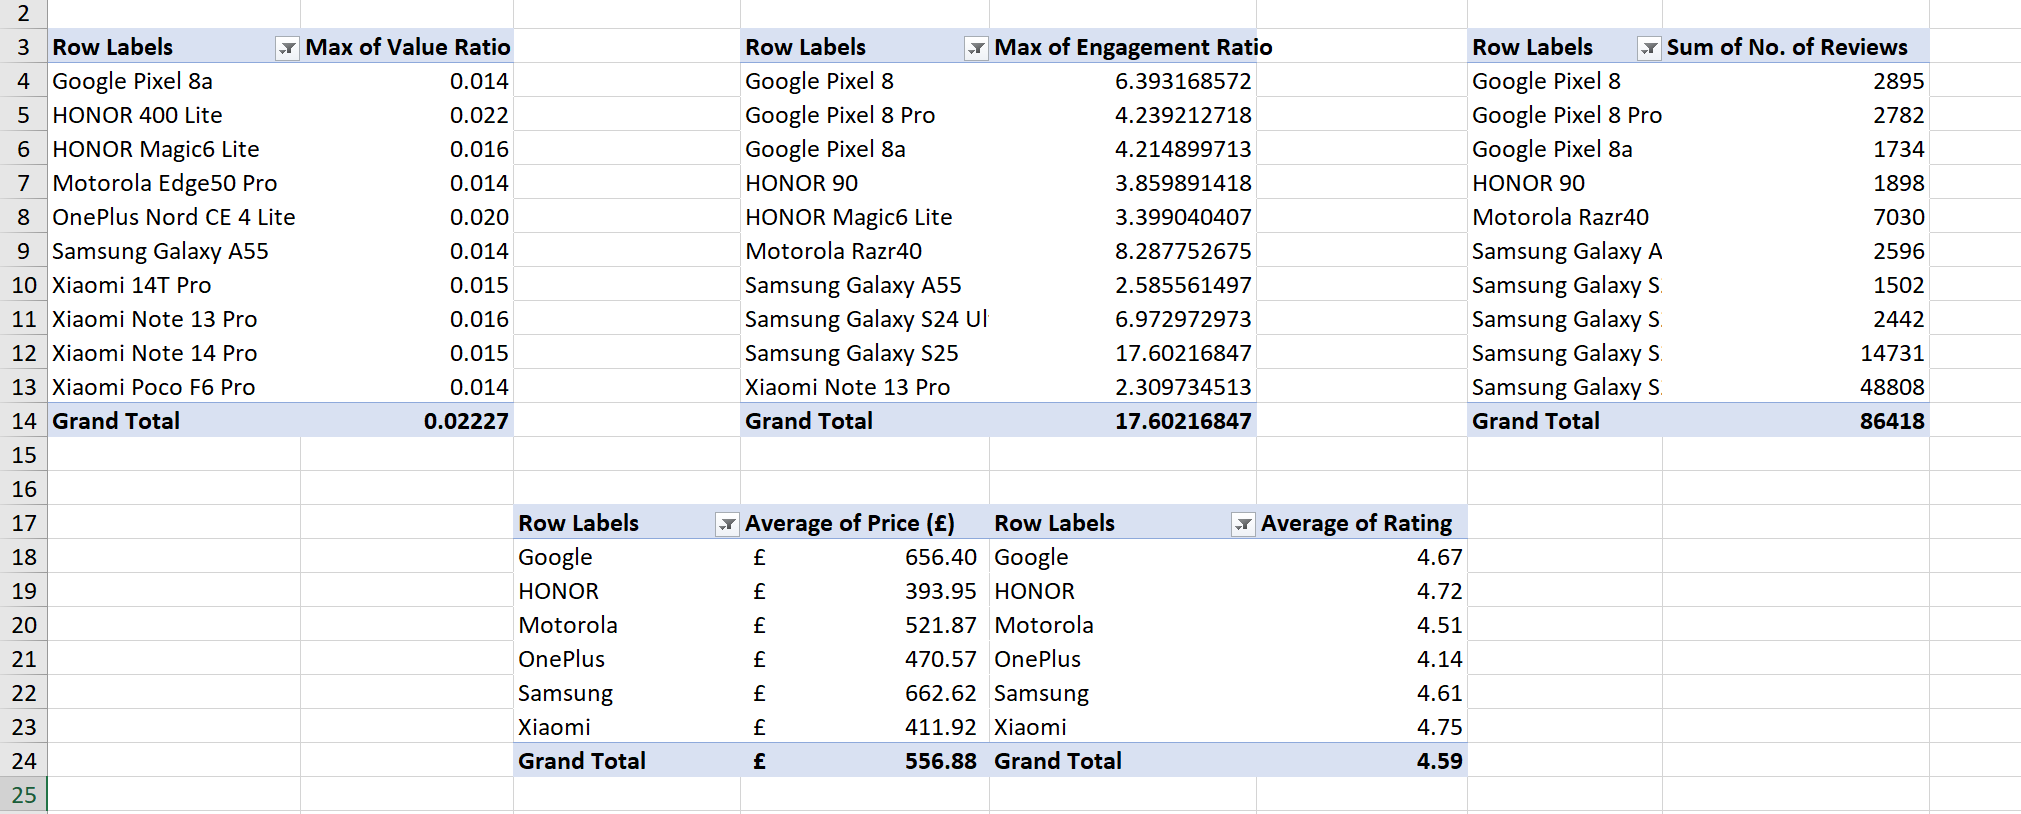 2
3 Row Labels Max of Value Ratio Row Labels Max of Engagement Ratio Row Labels Sum of No. of Reviews
4 Google Pixel 8a 0.014 Google Pixel 8 6.393168572 Google Pixel 8 2895
5 HONOR 400 Lite 0.022 Google Pixel 8 Pro 4.239212718 Google Pixel 8 Pro 2782
6 HONOR Magic6 Lite 0.016 Google Pixel 8a 4.214899713 Google Pixel 8a 1734
7 Motorola Edge50 Pro 0.014 HONOR 90 3.859891418 HONOR 90 1898
8 OnePlus Nord CE 4 Lite 0.020 HONOR Magic6 Lite 3.399040407 Motorola Razr40 7030
9 Samsung Galaxy A55 0.014 Motorola Razr40 8.287752675 Samsung Galaxy A 2596
10 Xiaomi 14T Pro 0.015 Samsung Galaxy A55 2.585561497 Samsung Galaxy S 1502
11 Xiaomi Note 13 Pro 0.016 Samsung Galaxy S24 Ul 6.972972973 Samsung Galaxy S 2442
12 Xiaomi Note 14 Pro 0.015 Samsung Galaxy S25 17.60216847 Samsung Galaxy S 14731
13 Xiaomi Poco F6 Pro 0.014 Xiaomi Note 13 Pro 2.309734513 Samsung Galaxy S 48808
14 Grand Total 0.02227 Grand Total 17.60216847 Grand Total 86418
15
16
17 Row Labels Average of Price (£) Row Labels Average of Rating
18 Google £ 656.40 Google 4.67
19 HONOR £ 393.95 HONOR 4.72
20 Motorola £ 521.87 Motorola 4.51
21 OnePlus £ 470.57 OnePlus 4.14
22 Samsung £ 662.62 Samsung 4.61
23 Xiaomi £ 411.92 Xiaomi 4.75
24 Grand Total £ 556.88 Grand Total 4.59
25